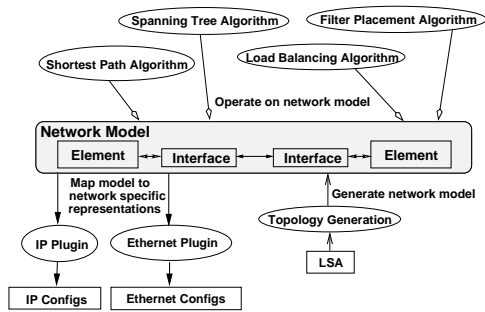 Spanning Tree Algorithm
Filter Placement Algorithm
Shortest Path Algorithm
Load Balancing Algorithm
Operate on network model
Network Model
Element
Interface
Interface
Element
Map model to
network specific
representations
Generate network model
IP Plugin
Ethernet Plugin
Topology Generation
LSA
IP Configs
Ethernet Configs